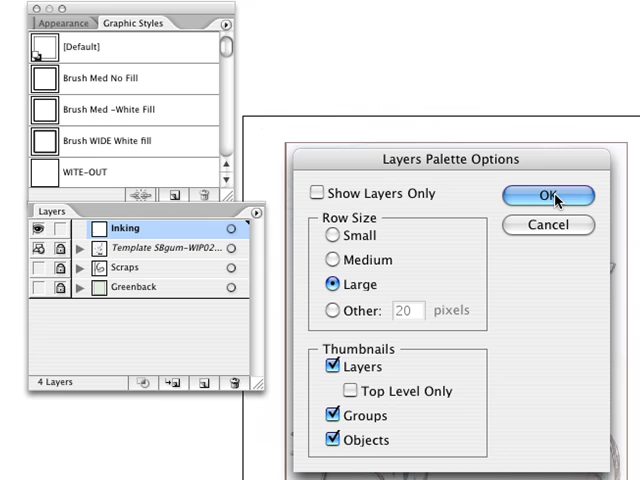 Appearance
Graphic Styles
[Default]
Brush Med No Fill
Brush Med -White Fill
Brush WIDE White fill
WITE-OUT
Layers
Inking
Template SBgum-WIP02...
Scraps
Greenback
4 Layers
Layers Palette Options
Show Layers Only
OK
Cancel
Row Size
Small
Medium
Large
Other: 20 pixels
Thumbnails
Layers
Top Level Only
Groups
Objects